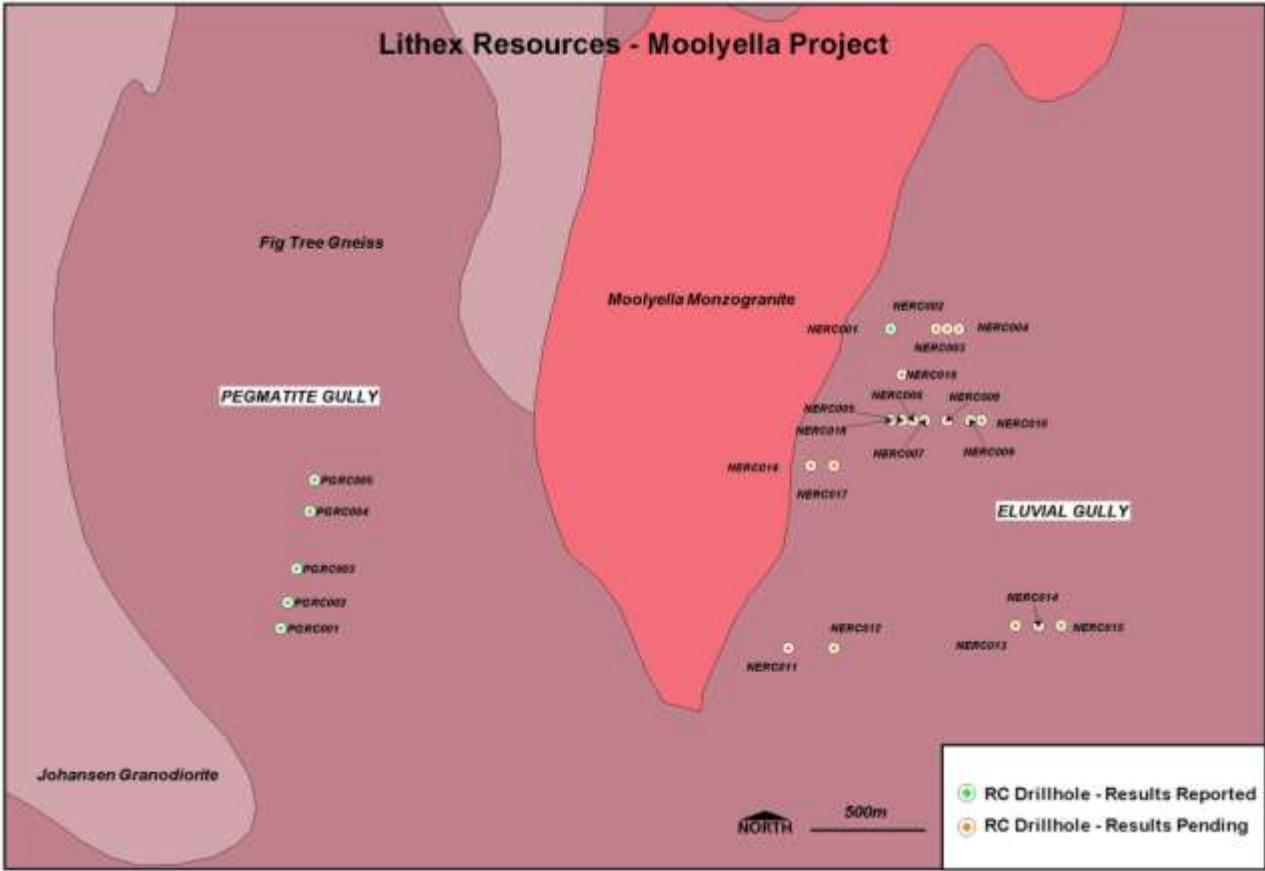 Lithex Resources - Moolyella Project
Fig Tree Gneiss
Moolyella Monzogranite
NERC002
NERC001
NERC004
NERC003
NERC019
PEGMATITE GULLY
NERC006
NERC008
NERC005
NERC018
NERC010
NERC007
NERC009
NERC016
PGRC005
NERC017
PGRC004
ELUVIAL GULLY
PGRC003
NERC014
PGRC002
PGRC001
NERC012
NERC015
NERC013
NERC011
Johansen Granodiorite
RC Drillhole - Results Reported
500m
NORTH
RC Drillhole - Results Pending